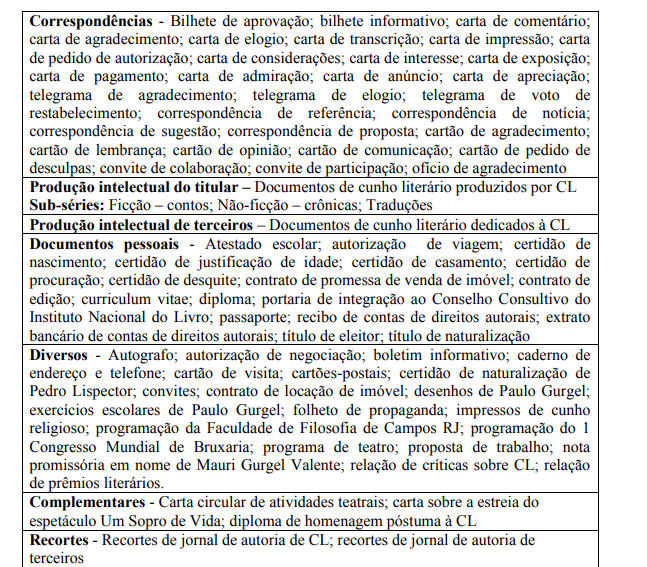 Correspondências - Bilhete de aprovação; bilhete informativo; carta de comentário;
carta de agradecimento; carta de elogio; carta de transcrição; carta de impressão; carta
de pedido de autorização; carta de considerações; carta de interesse; carta de exposição;
carta de pagamento; carta de admiração; carta de anúncio; carta de apreciação;
telegrama de agradecimento; telegrama de elogio; telegrama de voto de
restabelecimento; correspondência de referência; correspondência de notícia;
correspondência de sugestão; correspondência de proposta; cartão de agradecimento;
cartão de lembrança; cartão de opinião; cartão de comunicação; cartão de pedido de
desculpas; convite de colaboração; convite de participação; ofício de agradecimento
Produção intelectual do titular – Documentos de cunho literário produzidos por CL
Sub-séries: Ficção – contos; Não-ficção – crônicas; Traduções
Produção intelectual de terceiros – Documentos de cunho literário dedicados à CL
Documentos pessoais - Atestado escolar; autorização de viagem; certidão de
nascimento; certidão de justificação de idade; certidão de casamento; certidão de
procuração; certidão de desquite; contrato de promessa de venda de imóvel; contrato de
edição; curriculum vitae; diploma; portaria de integração ao Conselho Consultivo do
Instituto Nacional do Livro; passaporte; recibo de contas de direitos autorais; extrato
bancário de contas de direitos autorais; título de eleitor; título de naturalização
Diversos - Autografo; autorização de negociação; boletim informativo; caderno de
endereço e telefone; cartão de visita; cartões-postais; certidão de naturalização de
Pedro Lispector; convites; contrato de locação de imóvel; desenhos de Paulo Gurgel;
exercícios escolares de Paulo Gurgel; folheto de propaganda; impressos de cunho
religioso; programação da Faculdade de Filosofia de Campos RJ; programação do 1
Congresso Mundial de Bruxaria; programa de teatro; proposta de trabalho; nota
promissória em nome de Mauri Gurgel Valente; relação de críticas sobre CL; relação
de prêmios literários.
Complementares - Carta circular de atividades teatrais; carta sobre a estreia do
espetáculo Um Sopro de Vida; diploma de homenagem póstuma à CL
Recortes - Recortes de jornal de autoria de CL; recortes de jornal de autoria de
terceiros